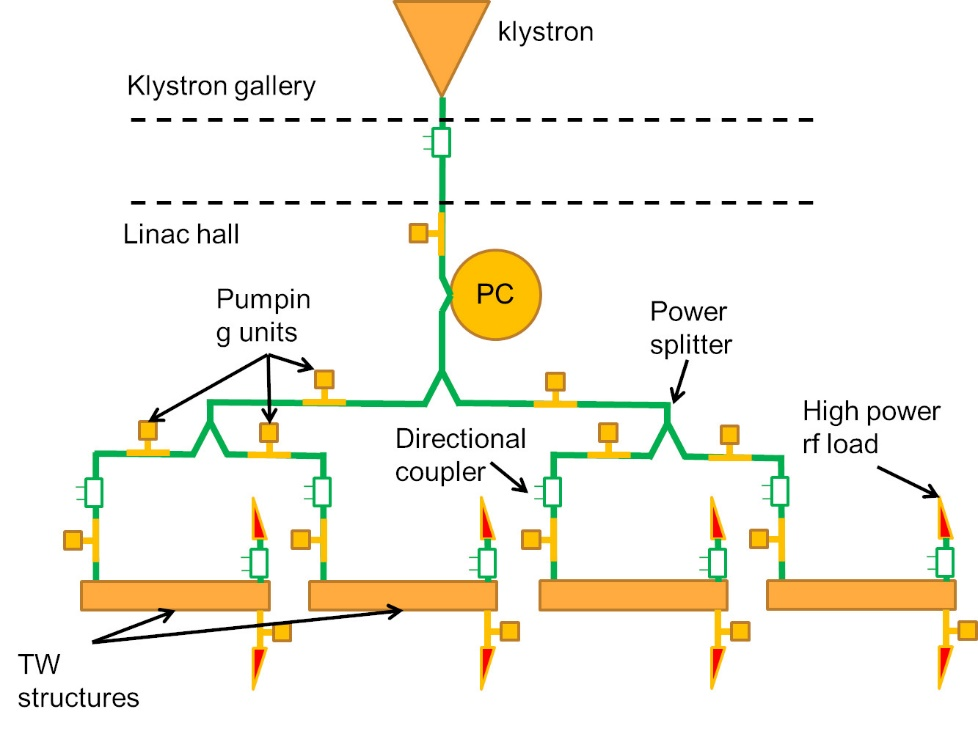 klystron
Klystron gallery
Linac hall
PC
Pumpin
g units
Power
splitter
High power
rf load
Directional
coupler
TW
structures